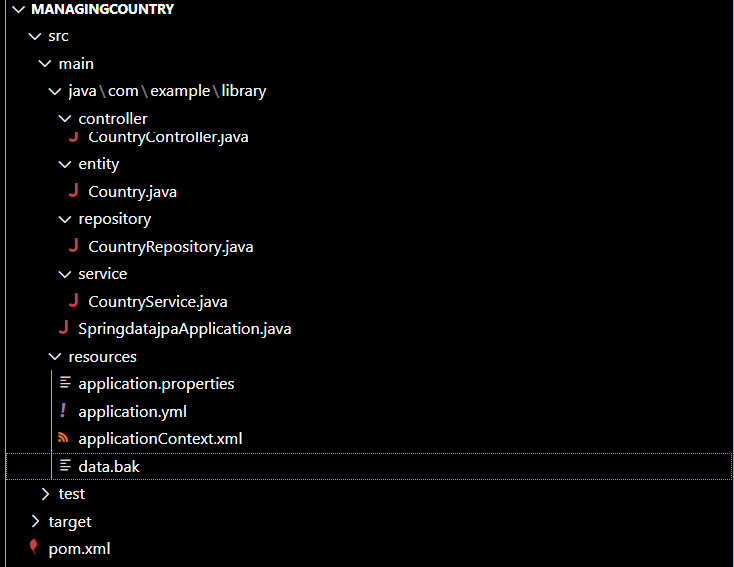 MANAGINGCOUNTRY
src
main
java\com\example\library
controller
CountryController.java
entity
Country.java
repository
CountryRepository.java
service
CountryService.java
SpringdatajpaApplication.java
resources
application.properties
application.yml
applicationContext.xml
data.bak
test
target
pom.xml